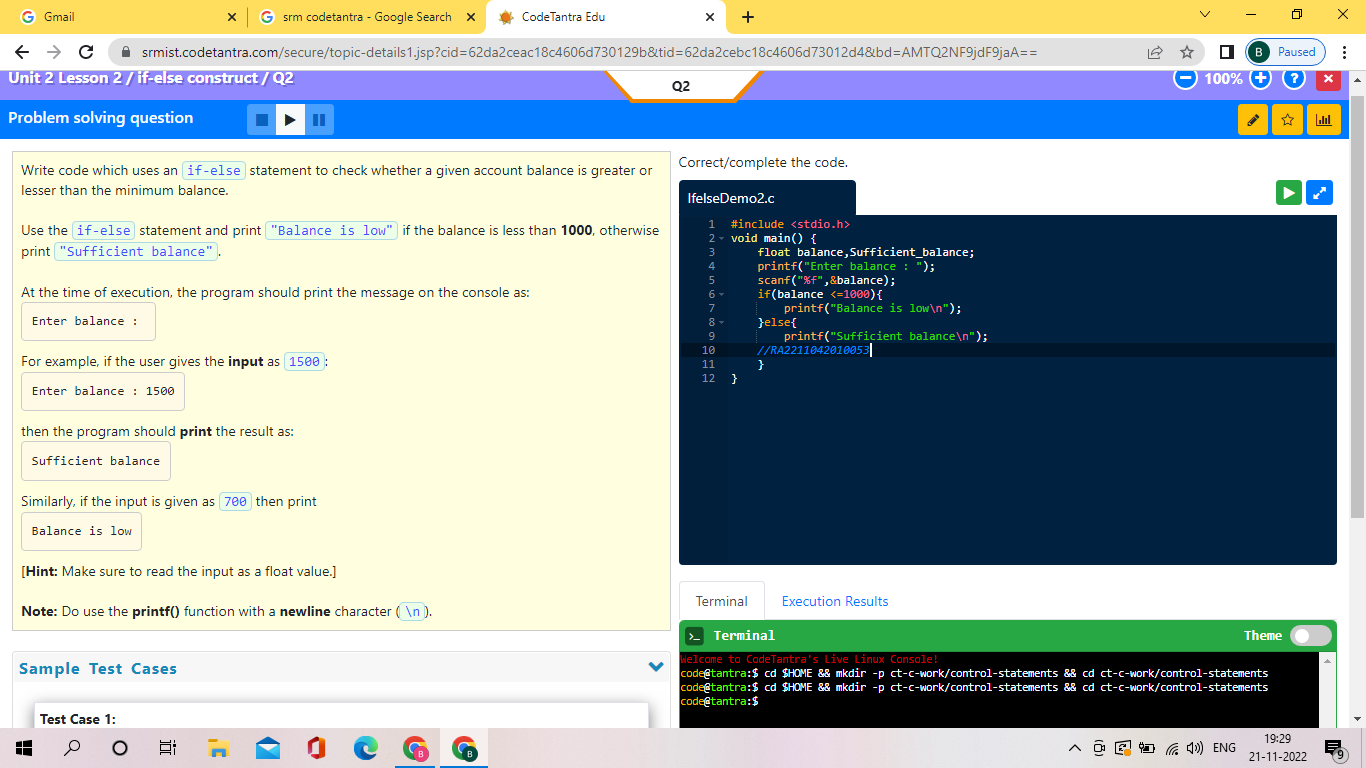 Gmail
srm codetantra - Google Search
CodeTantra Edu
srmist.codetantra.com/secure/topic-details1.jsp?cid=62da2ceac18c4606d730129b&tid=62da2cebc18c4606d73012d4&bd=AMTQ2NF9jdF9jaA==
B Paused
Unit 2 Lesson 2 / if-else construct / Q2
Q2
100%
Problem solving question
Write code which uses an if-else statement to check whether a given account balance is greater or
lesser than the minimum balance.
Use the if-else statement and print "Balance is low" if the balance is less than 1000, otherwise
print "Sufficient balance".
At the time of execution, the program should print the message on the console as:
Enter balance :
For example, if the user gives the input as 1500:
Enter balance : 1500
then the program should print the result as:
Sufficient balance
Similarly, if the input is given as 700 then print
Balance is low
[Hint: Make sure to read the input as a float value.]
Note: Do use the printf() function with a newline character (\n).
Sample Test Cases
Test Case 1:
Correct/complete the code.
IfelseDemo2.c
1 #include <stdio.h>
2 void main() {
3 float balance,Sufficient_balance;
4 printf("Enter balance : ");
5 scanf("%f",&balance);
6 if(balance <=1000){
7 printf("Balance is low\n");
8 }else{
9 printf("Sufficient balance\n");
10 //RA2211042010053
11 }
12 }
Terminal
Execution Results
Terminal
Theme
Welcome to CodeTantra's Live Linux Console!
code@tantra:$ cd $HOME && mkdir -p ct-c-work/control-statements && cd ct-c-work/control-statements
code@tantra:$ cd $HOME && mkdir -p ct-c-work/control-statements && cd ct-c-work/control-statements
code@tantra:$
ENG
19:29
21-11-2022
9